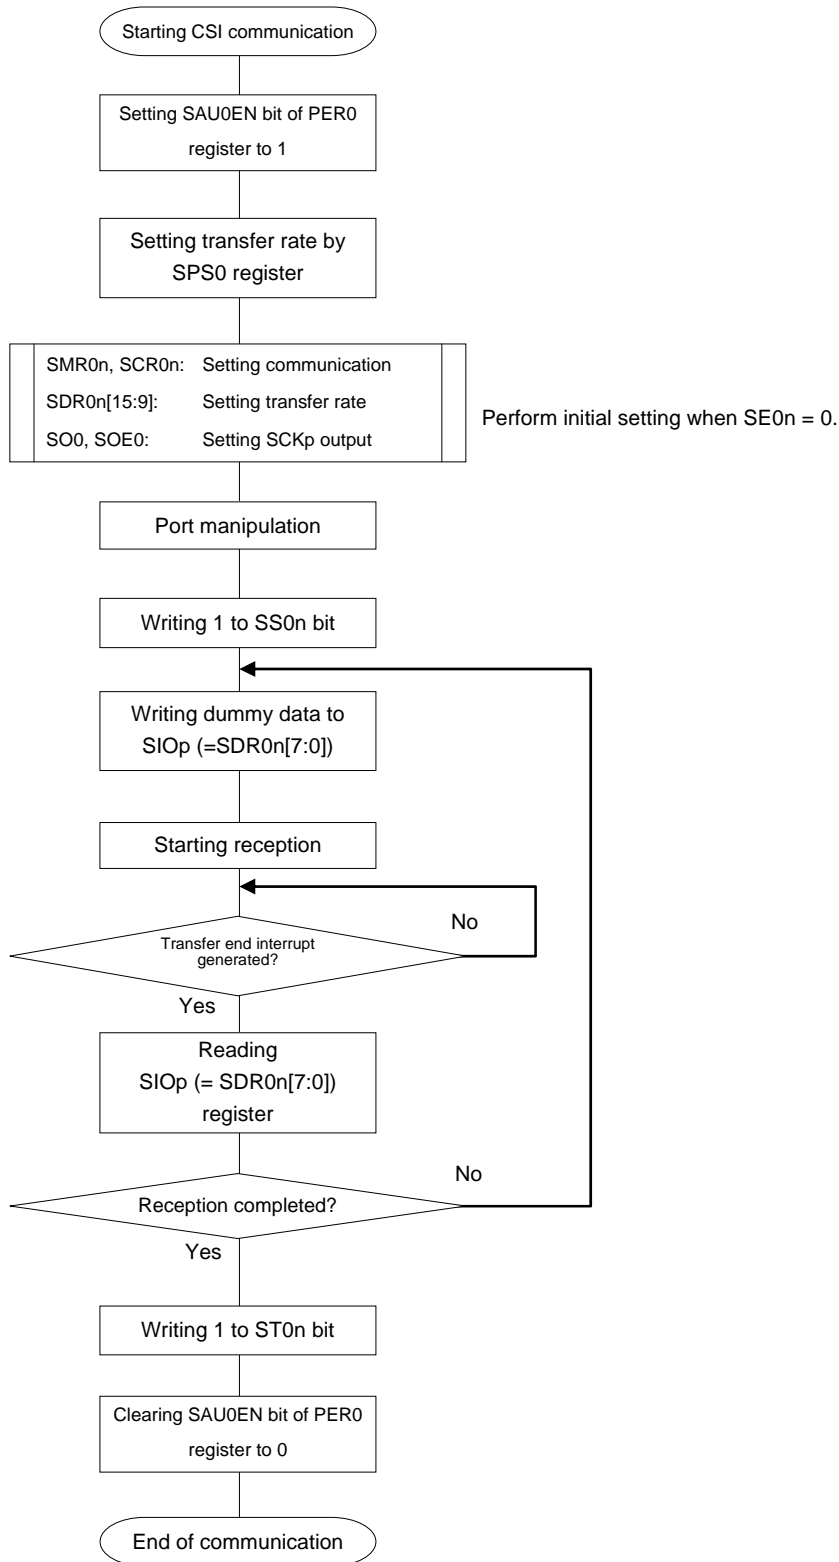 Starting CSI communication
Setting SAU0EN bit of PER0
register to 1
Setting transfer rate by
SPS0 register
SMR0n, SCR0n: Setting communication
SDR0n[15:9]: Setting transfer rate
SO0, SOE0: Setting SCKp output
Perform initial setting when SE0n = 0.
Port manipulation
Writing 1 to SS0n bit
Writing dummy data to
SIOp (=SDR0n[7:0])
Starting reception
No
Transfer end interrupt
generated?
Yes
Reading
SIOp (= SDR0n[7:0])
register
No
Reception completed?
Yes
Writing 1 to ST0n bit
Clearing SAU0EN bit of PER0
register to 0
End of communication